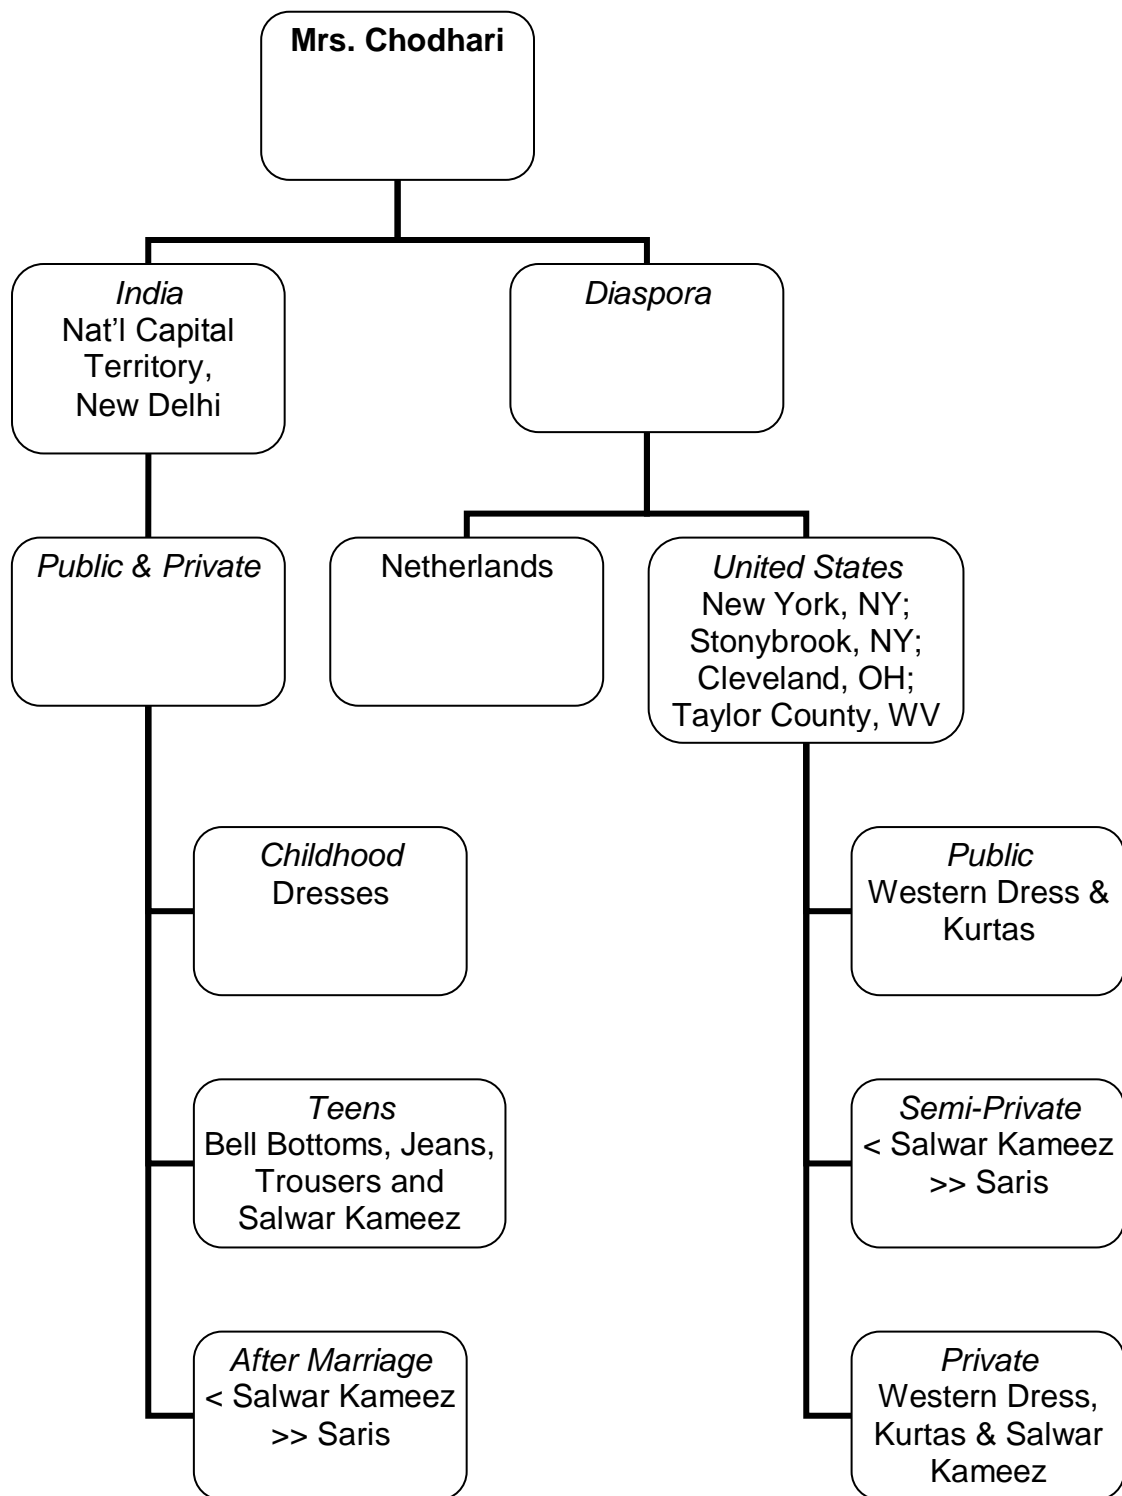 Mrs. Chodhari
India
Nat’l Capital
Territory,
New Delhi
Diaspora
Public & Private
Netherlands
United States
New York, NY;
Stonybrook, NY;
Cleveland, OH;
Taylor County, WV
Childhood
Dresses
Public
Western Dress &
Kurtas
Teens
Bell Bottoms, Jeans,
Trousers and
Salwar Kameez
Semi-Private
< Salwar Kameez
>> Saris
After Marriage
< Salwar Kameez
>> Saris
Private
Western Dress,
Kurtas & Salwar
Kameez